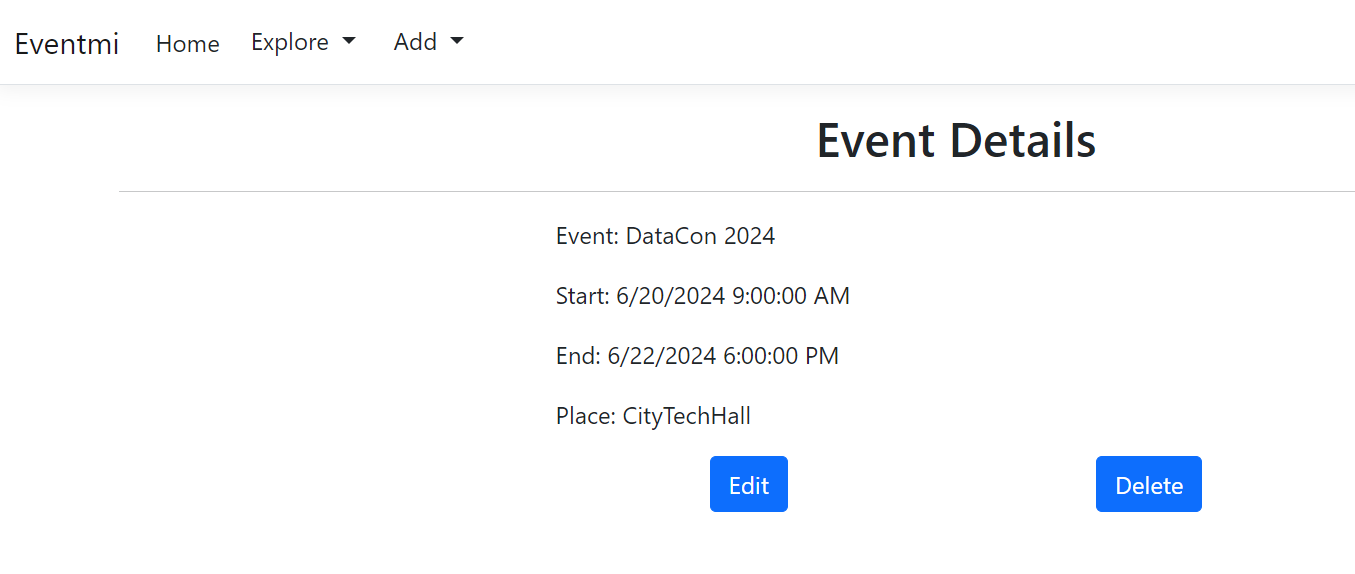 Eventmi Home Explore Add
Event Details
Event: DataCon 2024
Start: 6/20/2024 9:00:00 AM
End: 6/22/2024 6:00:00 PM
Place: CityTechHall
Edit Delete